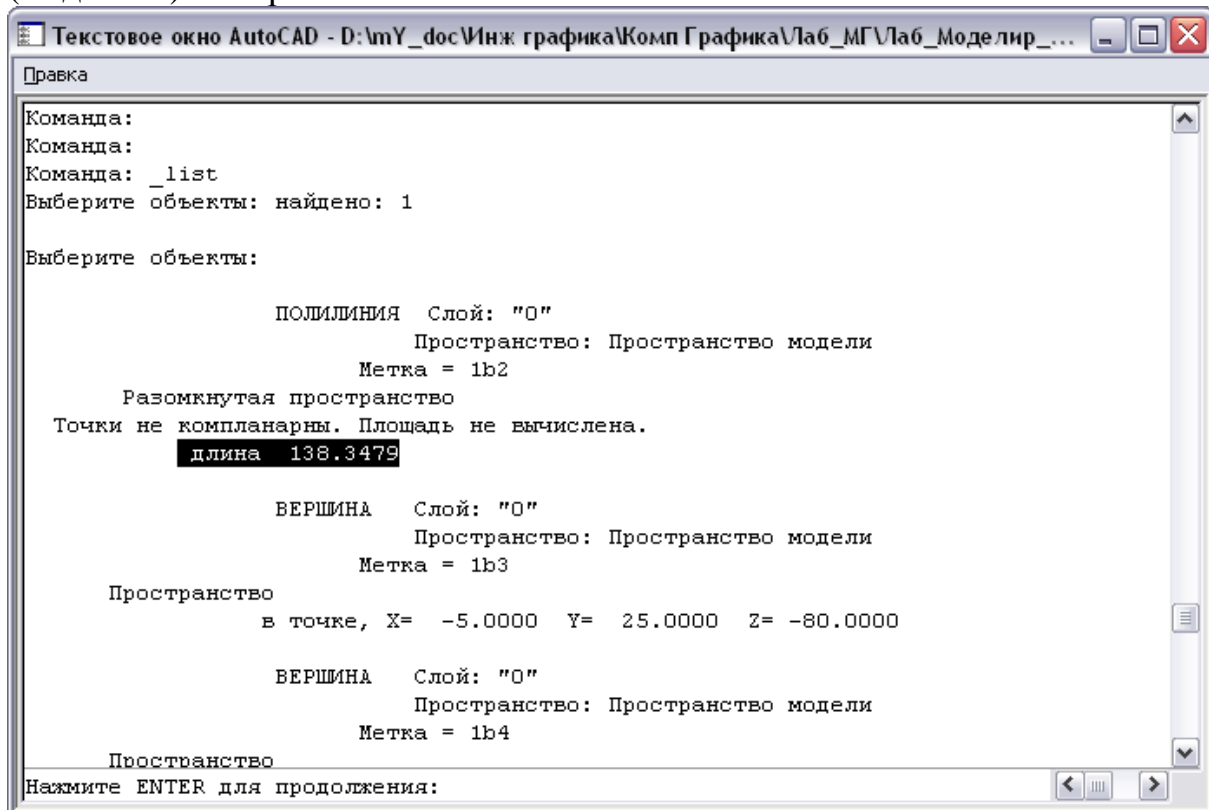 Текстовое окно AutoCAD - D:\mY_doc\Инж графика\Комп Графика\Лаб_МГ\Лаб_Моделир_...
Правка
Команда:
Команда:
Команда: _list
Выберите объекты: найдено: 1
Выберите объекты:
ПОЛИЛИНИЯ Слой: "0"
Пространство: Пространство модели
Метка = 1b2
Разомкнутая пространство
Точки не компланарны. Площадь не вычислена.
длина 138.3479
ВЕРШИНА Слой: "0"
Пространство: Пространство модели
Метка = 1b3
Пространство
в точке, X= -5.0000 Y= 25.0000 Z= -80.0000
ВЕРШИНА Слой: "0"
Пространство: Пространство модели
Метка = 1b4
Пространство
Нажмите ENTER для продолжения: